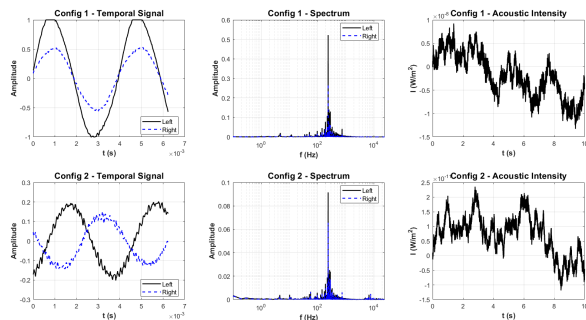 Config 1 - Temporal Signal
Amplitude
1
0.5
0
-0.5
-1
0 1 2 3 4 5 6 7
×10⁻³
t (s)
Left
Right
Config 1 - Spectrum
Amplitude
0.6
0.5
0.4
0.3
0.2
0.1
0
10⁰ 10² 10⁴
f (Hz)
Left
Right
Config 1 - Acoustic Intensity
I (W/m²)
1
0.5
0
-0.5
-1
-1.5
0 2 4 6 8 10
t (s)
Config 2 - Temporal Signal
Amplitude
0.3
0.2
0.1
0
-0.1
-0.2
-0.3
0 1 2 3 4 5 6 7
×10⁻³
t (s)
Left
Right
Config 2 - Spectrum
Amplitude
0.1
0.08
0.06
0.04
0.02
0
10⁰ 10² 10⁴
f (Hz)
Left
Right
Config 2 - Acoustic Intensity
I (W/m²)
2.5
2
1.5
1
0.5
0
-0.5
-1
-1.5
0 2 4 6 8 10
t (s)